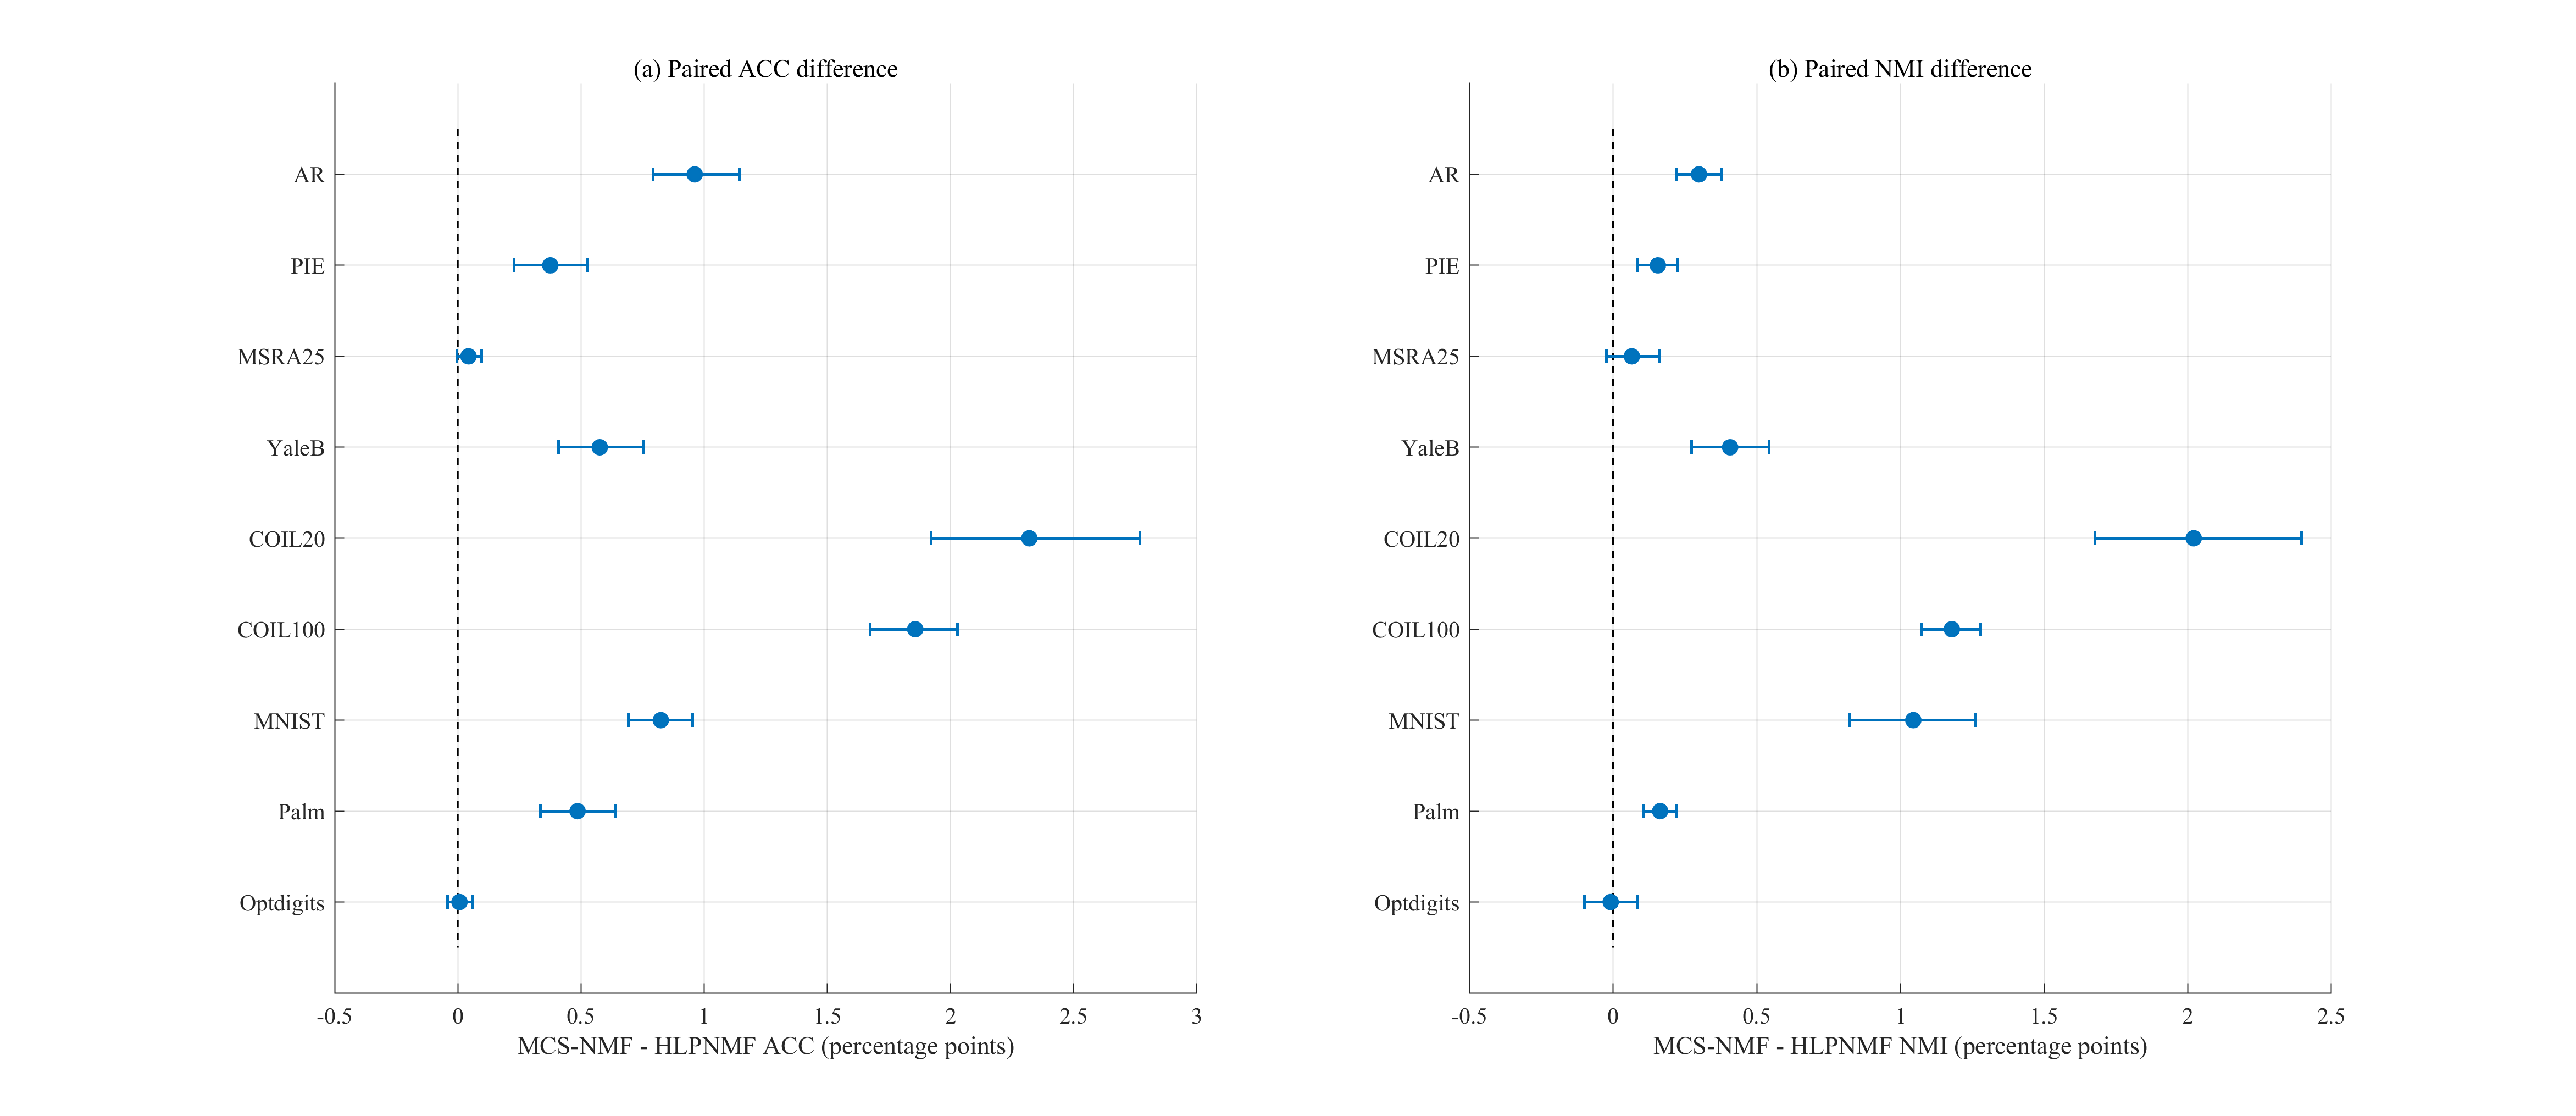 (a) Paired ACC difference
AR
PIE
MSRA25
YaleB
COIL20
COIL100
MNIST
Palm
Optdigits
-0.5 0 0.5 1 1.5 2 2.5 3
MCS-NMF - HLPNMF ACC (percentage points)
(b) Paired NMI difference
AR
PIE
MSRA25
YaleB
COIL20
COIL100
MNIST
Palm
Optdigits
-0.5 0 0.5 1 1.5 2 2.5
MCS-NMF - HLPNMF NMI (percentage points)